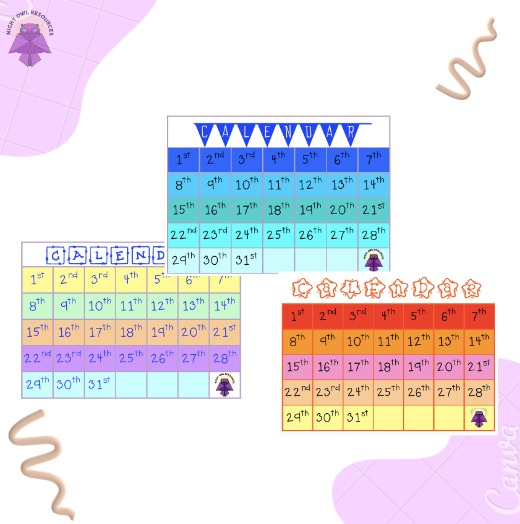 NIGHT OWL RESOURCES
CALENDAR
1st 2nd 3rd 4th 5th 6th 7th
8th 9th 10th 11th 12th 13th 14th
15th 16th 17th 18th 19th 20th 21st
22nd 23rd 24th 25th 26th 27th 28th
29th 30th 31st
CALEND
1st 2nd 3rd 4th 5th 6th 7th
8th 9th 10th 11th 12th 13th 14th
15th 16th 17th 18th 19th 20th 21st
22nd 23rd 24th 25th 26th 27th 28th
29th 30th 31st
CaLEnDaR
1st 2nd 3rd 4th 5th 6th 7th
8th 9th 10th 11th 12th 13th 14th
15th 16th 17th 18th 19th 20th 21st
22nd 23rd 24th 25th 26th 27th 28th
29th 30th 31st
Canva